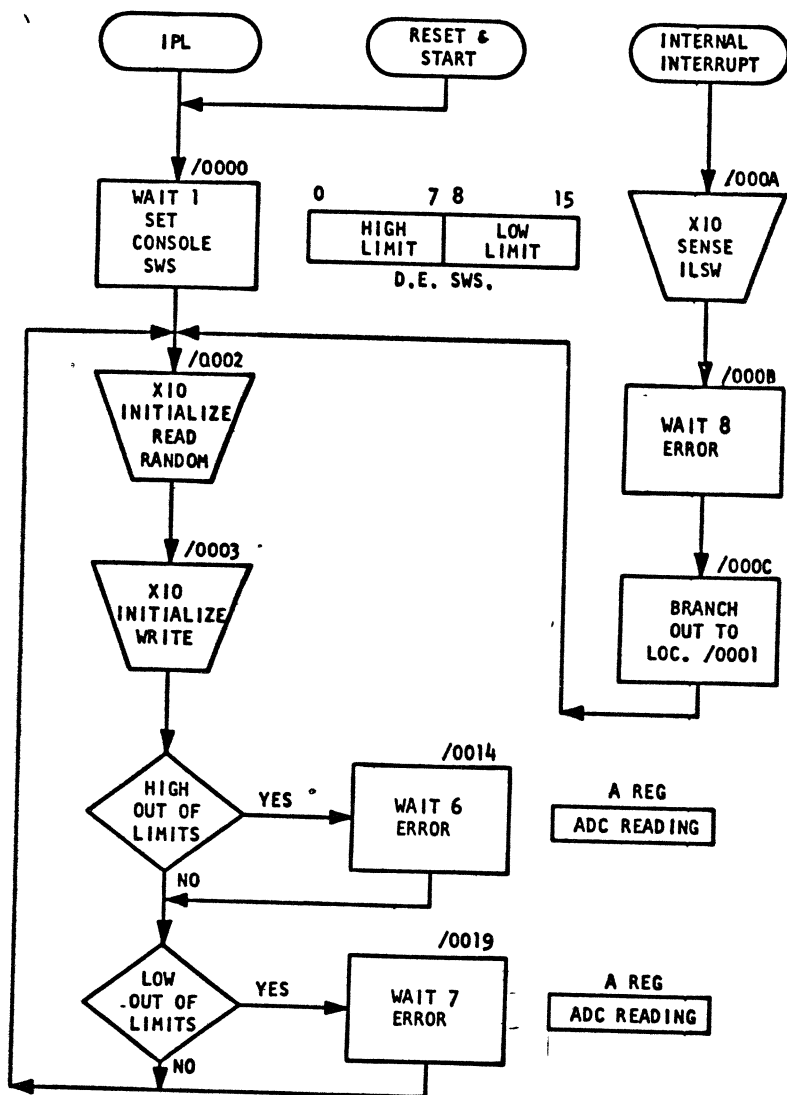 IPL
RESET &
START
INTERNAL
INTERRUPT
/0000
WAIT 1
SET
CONSOLE
SWS
0 7 8 15
HIGH
LIMIT
LOW
LIMIT
D.E. SWS.
/000A
XIO
SENSE
ILSW
/0002
XIO
INITIALIZE
READ
RANDOM
/000B
WAIT 8
ERROR
/0003
XIO
INITIALIZE
WRITE
/000C
BRANCH
OUT TO
LOC. /0001
HIGH
OUT OF
LIMITS
YES
NO
/0014
WAIT 6
ERROR
A REG
ADC READING
LOW
OUT OF
LIMITS
YES
NO
/0019
WAIT 7
ERROR
A REG
ADC READING